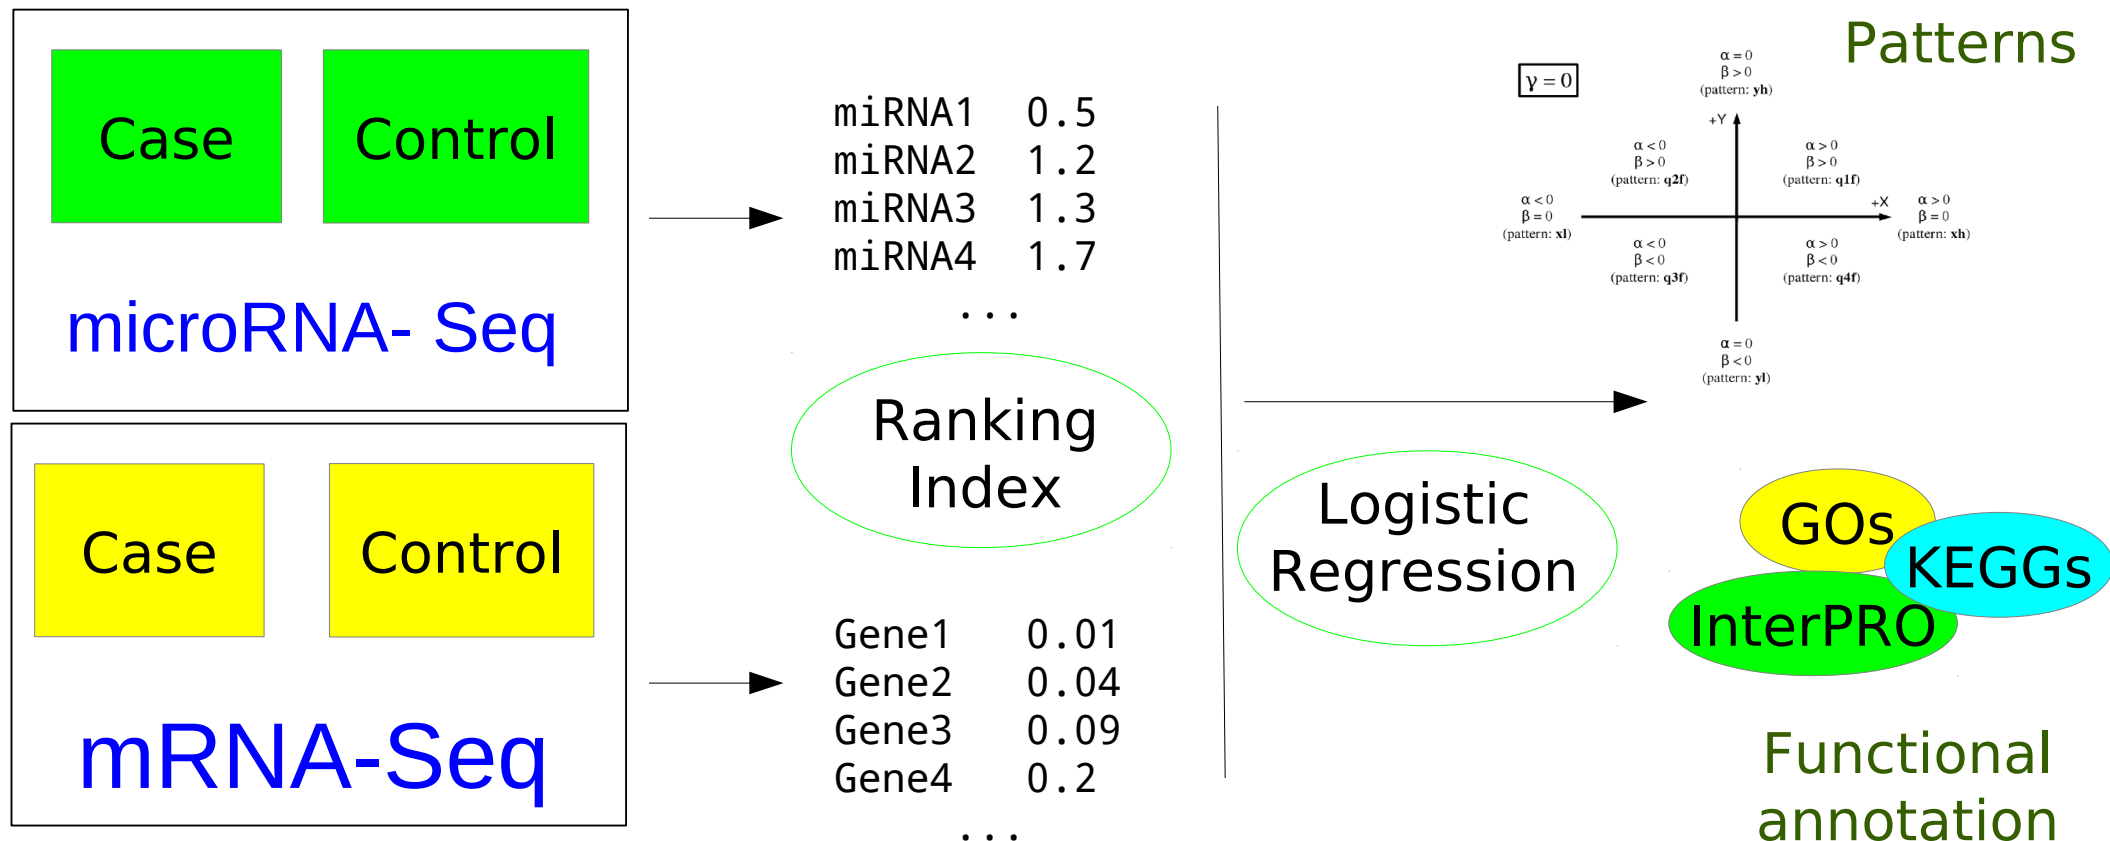 Case
Control
microRNA- Seq
Case
Control
mRNA-Seq
miRNA1 0.5
miRNA2 1.2
miRNA3 1.3
miRNA4 1.7
...
Ranking
Index
Gene1 0.01
Gene2 0.04
Gene3 0.09
Gene4 0.2
...
Logistic
Regression
Patterns
γ = 0
α = 0
β > 0
(pattern: yh)
+Y
α < 0
β > 0
(pattern: q2f)
α > 0
β > 0
(pattern: q1f)
α < 0
β = 0
(pattern: xl)
+X
α > 0
β = 0
(pattern: xh)
α < 0
β < 0
(pattern: q3f)
α > 0
β < 0
(pattern: q4f)
α = 0
β < 0
(pattern: yl)
GOs
KEGGs
InterPRO
Functional
annotation